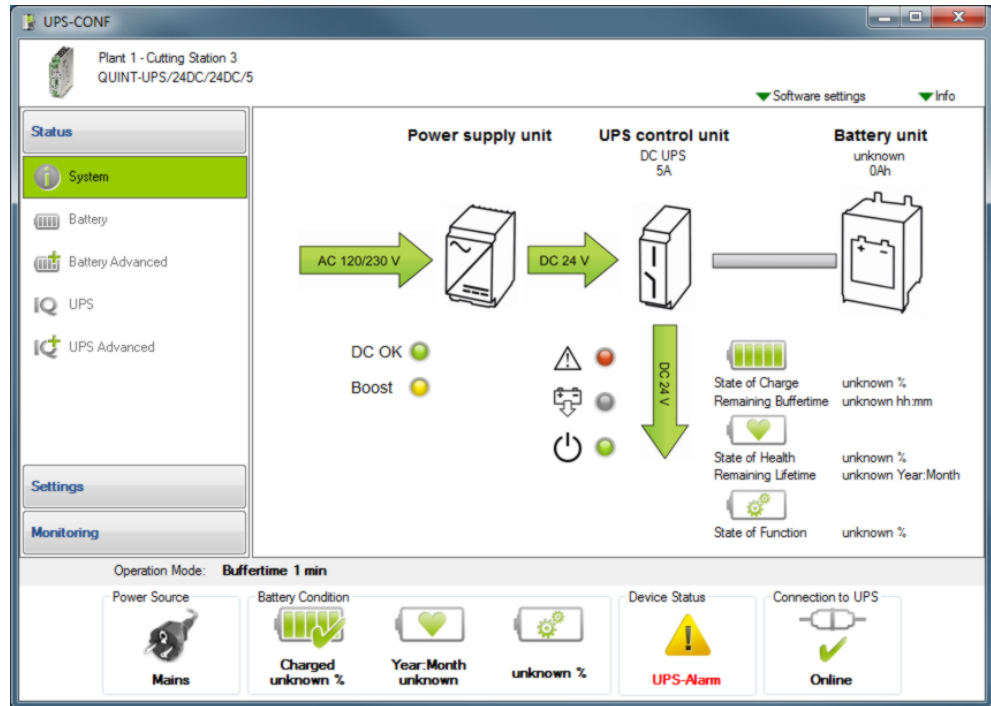 UPS-CONF
Plant 1 - Cutting Station 3
QUINT-UPS/24DC/24DC/5
Software settings
Info
Status
System
Battery
Battery Advanced
UPS
UPS Advanced
Settings
Monitoring
Power supply unit
UPS control unit
DC UPS
5A
Battery unit
unknown
0Ah
AC 120/230 V
DC 24 V
DC OK
Boost
DC 24 V
State of Charge unknown %
Remaining Buffertime unknown hh:mm
State of Health unknown %
Remaining Lifetime unknown Year:Month
State of Function unknown %
Operation Mode: Buffertime 1 min
Power Source
Mains
Battery Condition
Charged
unknown %
Year:Month
unknown
unknown %
Device Status
UPS-Alarm
Connection to UPS
Online